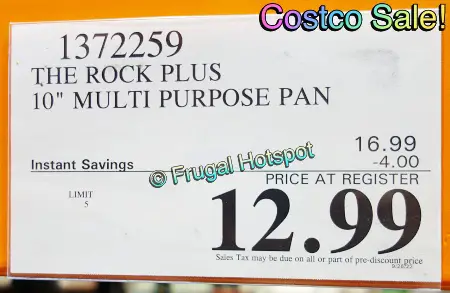 Costco Sale!
1372259
THE ROCK PLUS
10" MULTI PURPOSE PAN
16.99
Instant Savings -4.00
© Frugal Hotspot
PRICE AT REGISTER
LIMIT
5
12.99
Sales Tax may be due on all or part of pre-discount price